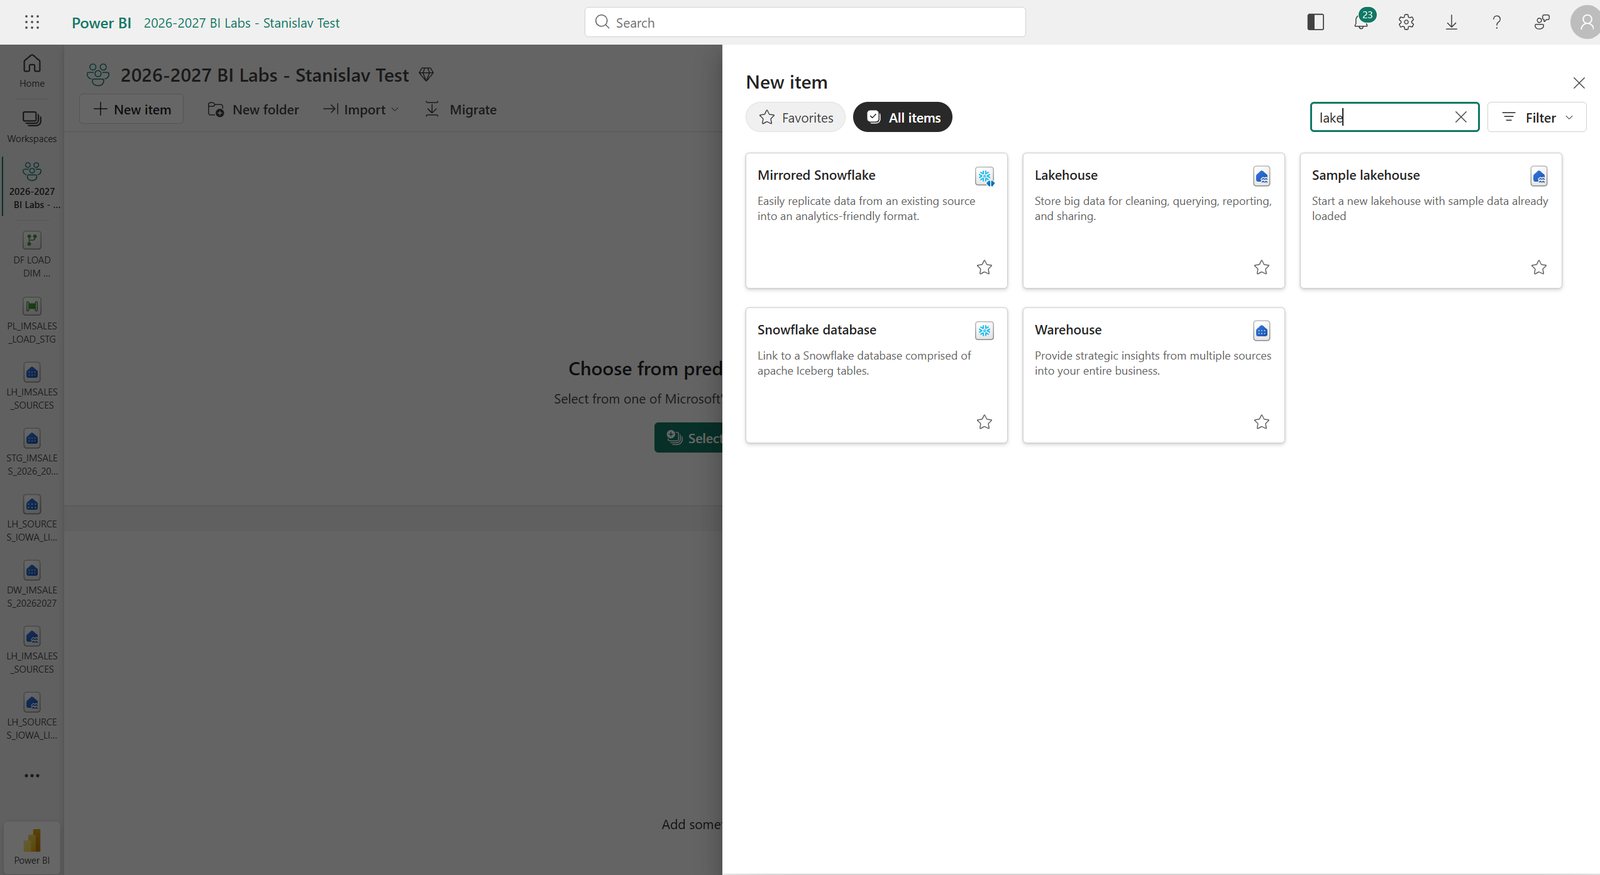 Power BI 2026-2027 BI Labs - Stanislav Test
Search
23
Home
Workspaces
2026-2027
BI Labs - ...
DF LOAD
DIM ...
PL_IMSALES
_LOAD_STG
LH_IMSALES
_SOURCES
STG_IMSALE
S_2026_20...
LH_SOURCE
S_IOWA_LI...
DW_IMSALE
S_20262027
LH_IMSALES
_SOURCES
LH_SOURCE
S_IOWA_LI...
Power BI
2026-2027 BI Labs - Stanislav Test
New item New folder Import Migrate
Choose from pred
Select from one of Microsoft'
Select
Add some
New item
Favorites All items
lake
Filter
Mirrored Snowflake
Easily replicate data from an existing source
into an analytics-friendly format.
Lakehouse
Store big data for cleaning, querying, reporting,
and sharing.
Sample lakehouse
Start a new lakehouse with sample data already
loaded
Snowflake database
Link to a Snowflake database comprised of
apache Iceberg tables.
Warehouse
Provide strategic insights from multiple sources
into your entire business.